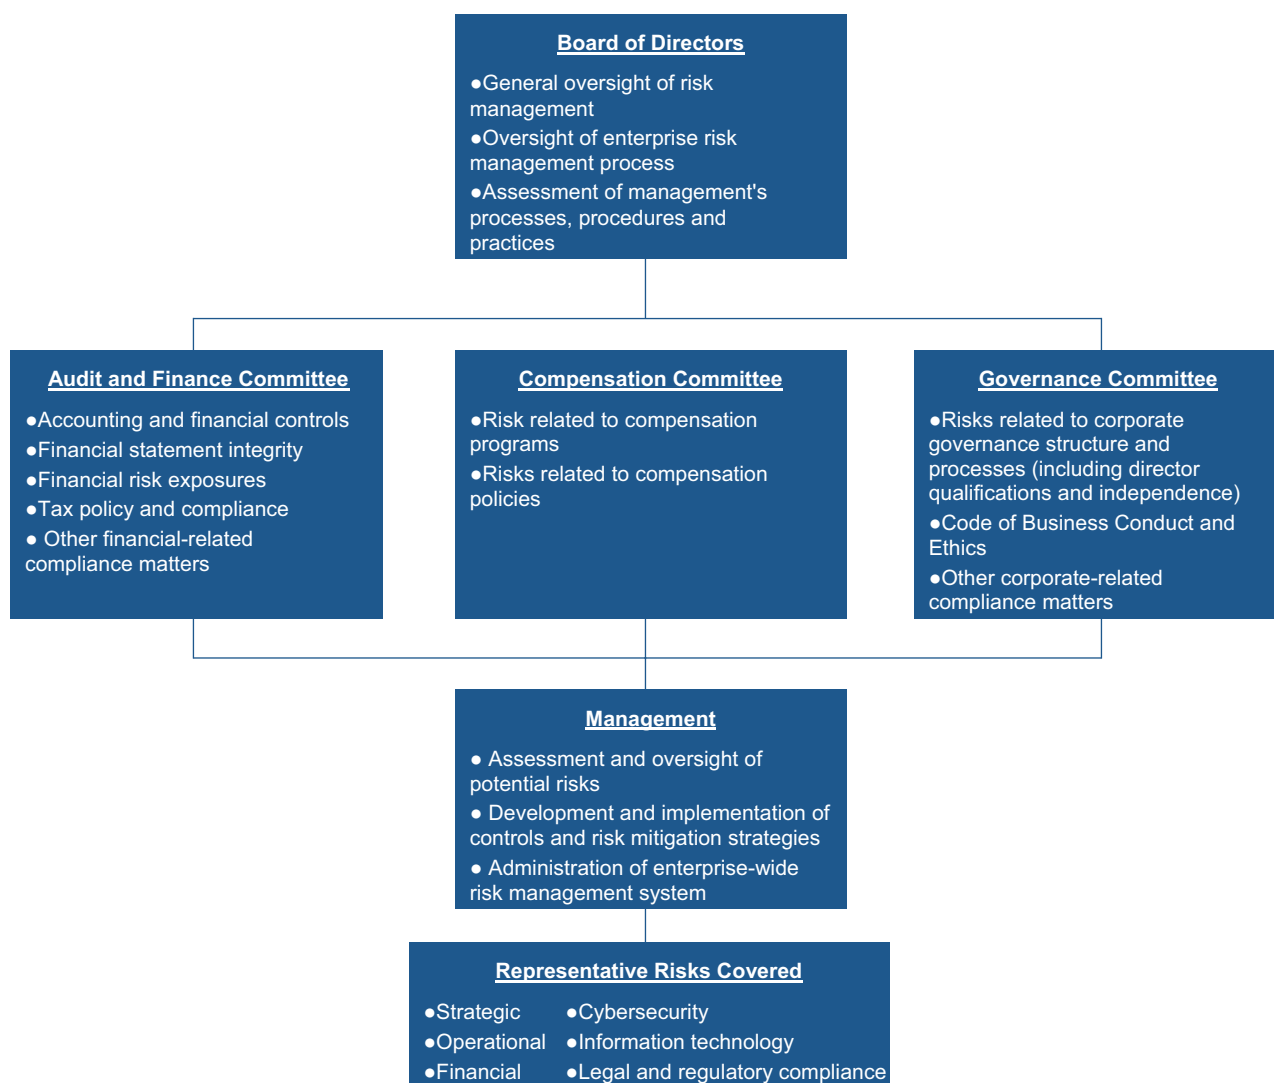 Board of Directors
●General oversight of risk
management
●Oversight of enterprise risk
management process
●Assessment of management's
processes, procedures and
practices
Audit and Finance Committee
●Accounting and financial controls
●Financial statement integrity
●Financial risk exposures
●Tax policy and compliance
● Other financial-related
compliance matters
Compensation Committee
●Risk related to compensation
programs
●Risks related to compensation
policies
Governance Committee
●Risks related to corporate
governance structure and
processes (including director
qualifications and independence)
●Code of Business Conduct and
Ethics
●Other corporate-related
compliance matters
Management
● Assessment and oversight of
potential risks
● Development and implementation of
controls and risk mitigation strategies
● Administration of enterprise-wide
risk management system
Representative Risks Covered
●Strategic ●Cybersecurity
●Operational ●Information technology
●Financial ●Legal and regulatory compliance